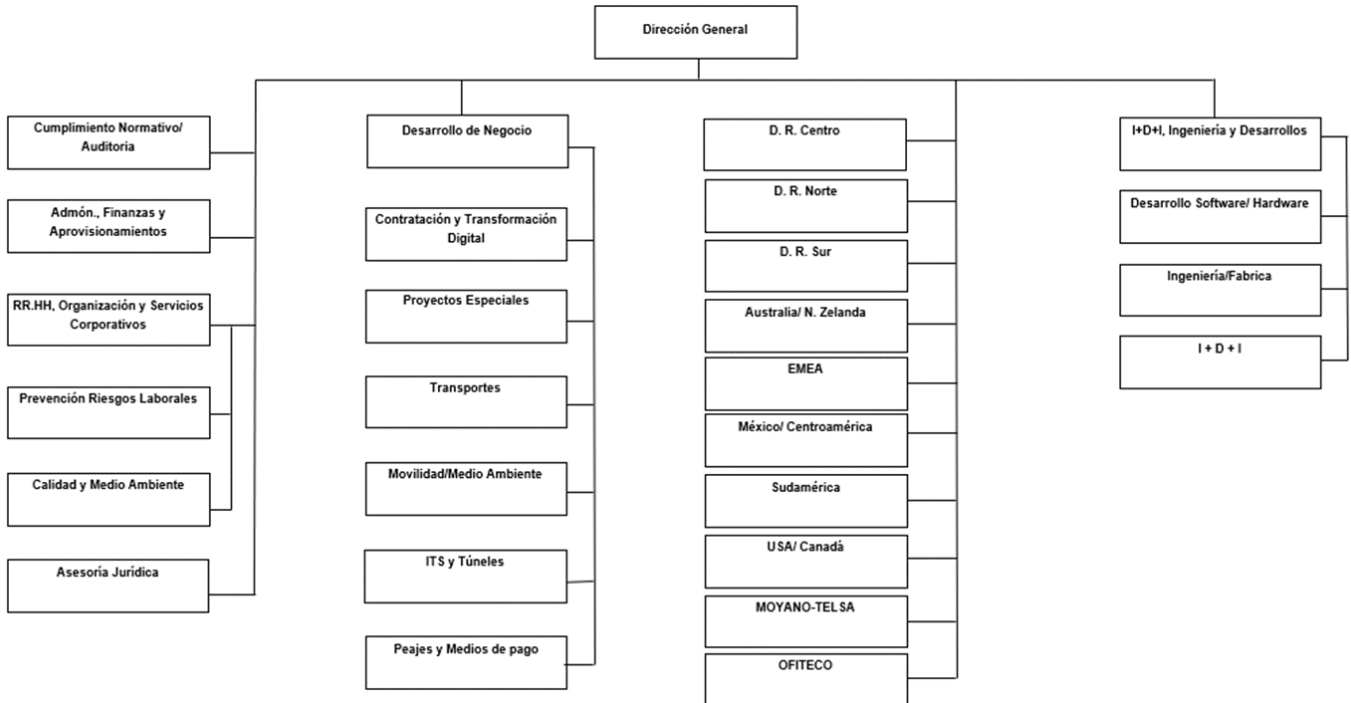 Dirección General
Cumplimiento Normativo/
Auditoria
Admón., Finanzas y
Aprovisionamientos
RR.HH, Organización y Servicios
Corporativos
Prevención Riesgos Laborales
Calidad y Medio Ambiente
Asesoría Jurídica
Desarrollo de Negocio
Contratación y Transformación
Digital
Proyectos Especiales
Transportes
Movilidad/Medio Ambiente
ITS y Túneles
Peajes y Medios de pago
D. R. Centro
D. R. Norte
D. R. Sur
Australia/ N. Zelanda
EMEA
México/ Centroamérica
Sudamérica
USA/ Canadá
MOYANO-TELSA
OFITECO
I+D+I, Ingeniería y Desarrollos
Desarrollo Software/ Hardware
Ingeniería/Fabrica
I + D + I